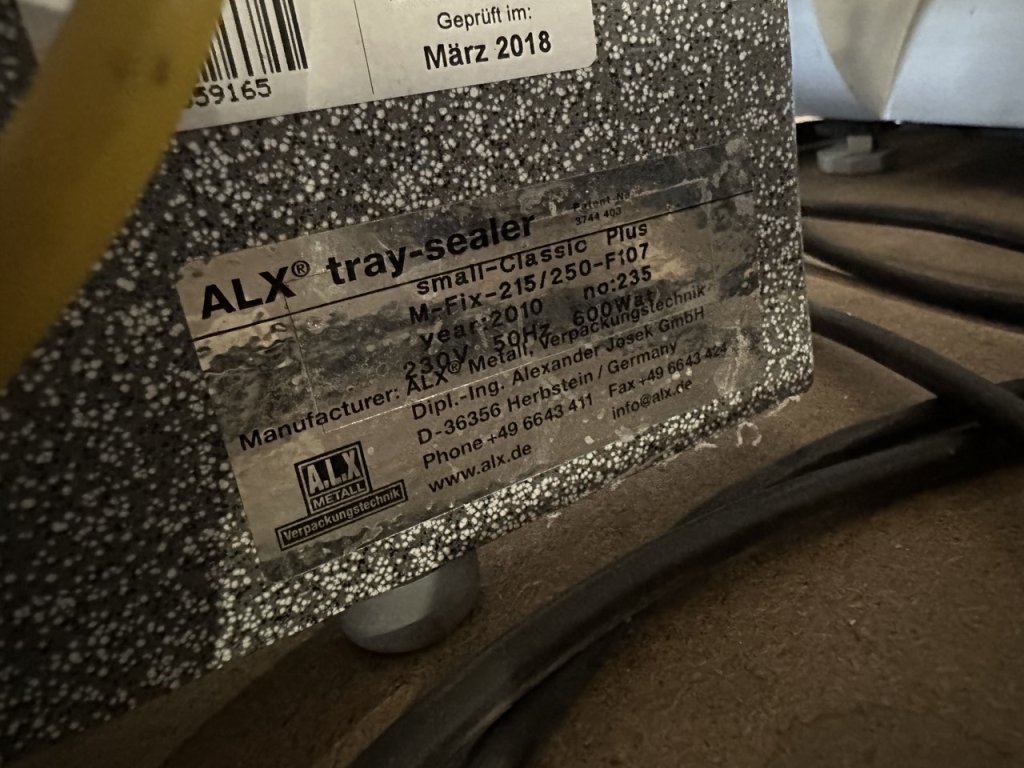 Geprüft im:
März 2018
59165
ALX® tray-sealer
Patent-Nr.
3744 403
small-Classic Plus
M-Fix-215/250-F107
year:2010 no:235
230V 50Hz 600Watt
Manufacturer: ALX® Metall, Verpackungstechnik
Dipl.-Ing. Alexander Josek GmbH
D-36356 Herbstein / Germany
Phone +49 6643 411 Fax +49 6643 424
www.alx.de info@alx.de
A.L.X
METALL
Verpackungstechnik